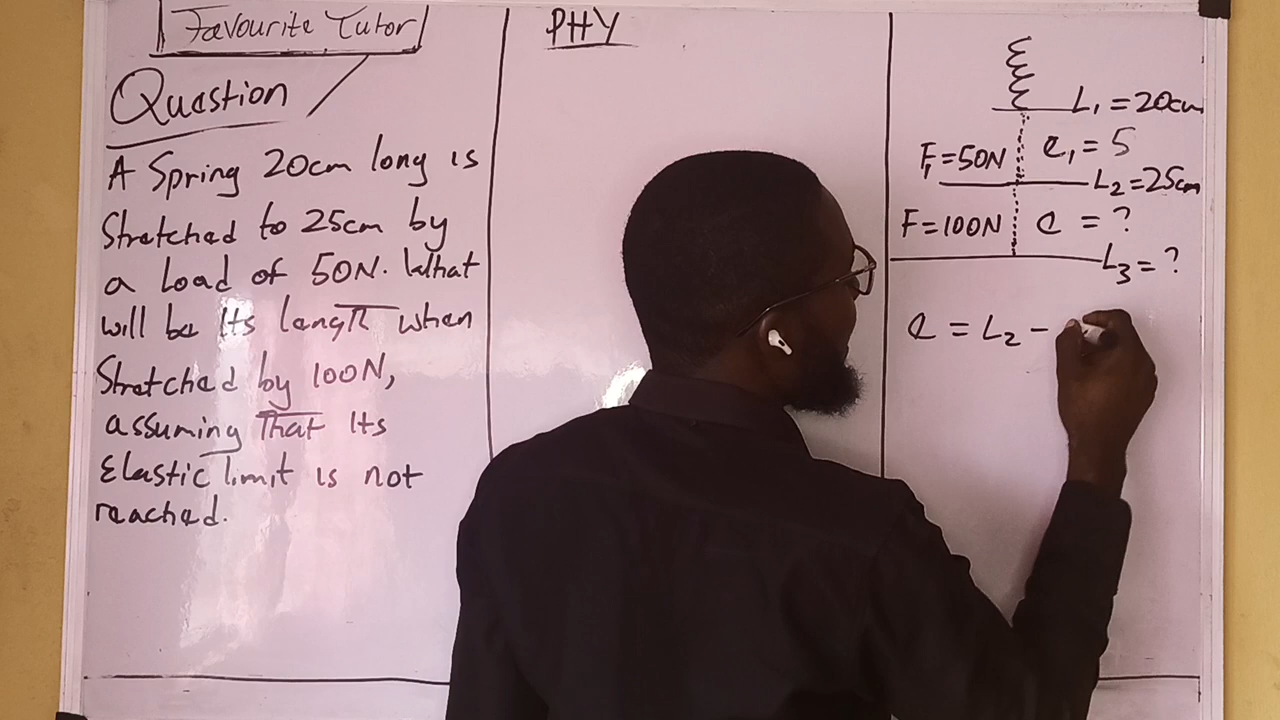 Favourite Tutor
Question
A Spring 20cm long is
Stretched to 25cm by
a load of 50N. What
will be Its length when
Stretched by 100N,
assuming That Its
Elastic limit is not
reached.
PHY
L₁ = 20cm
F₁=50N e₁ = 5
L₂ =25cm
F=100N e = ?
L₃ = ?
e = L₂ -